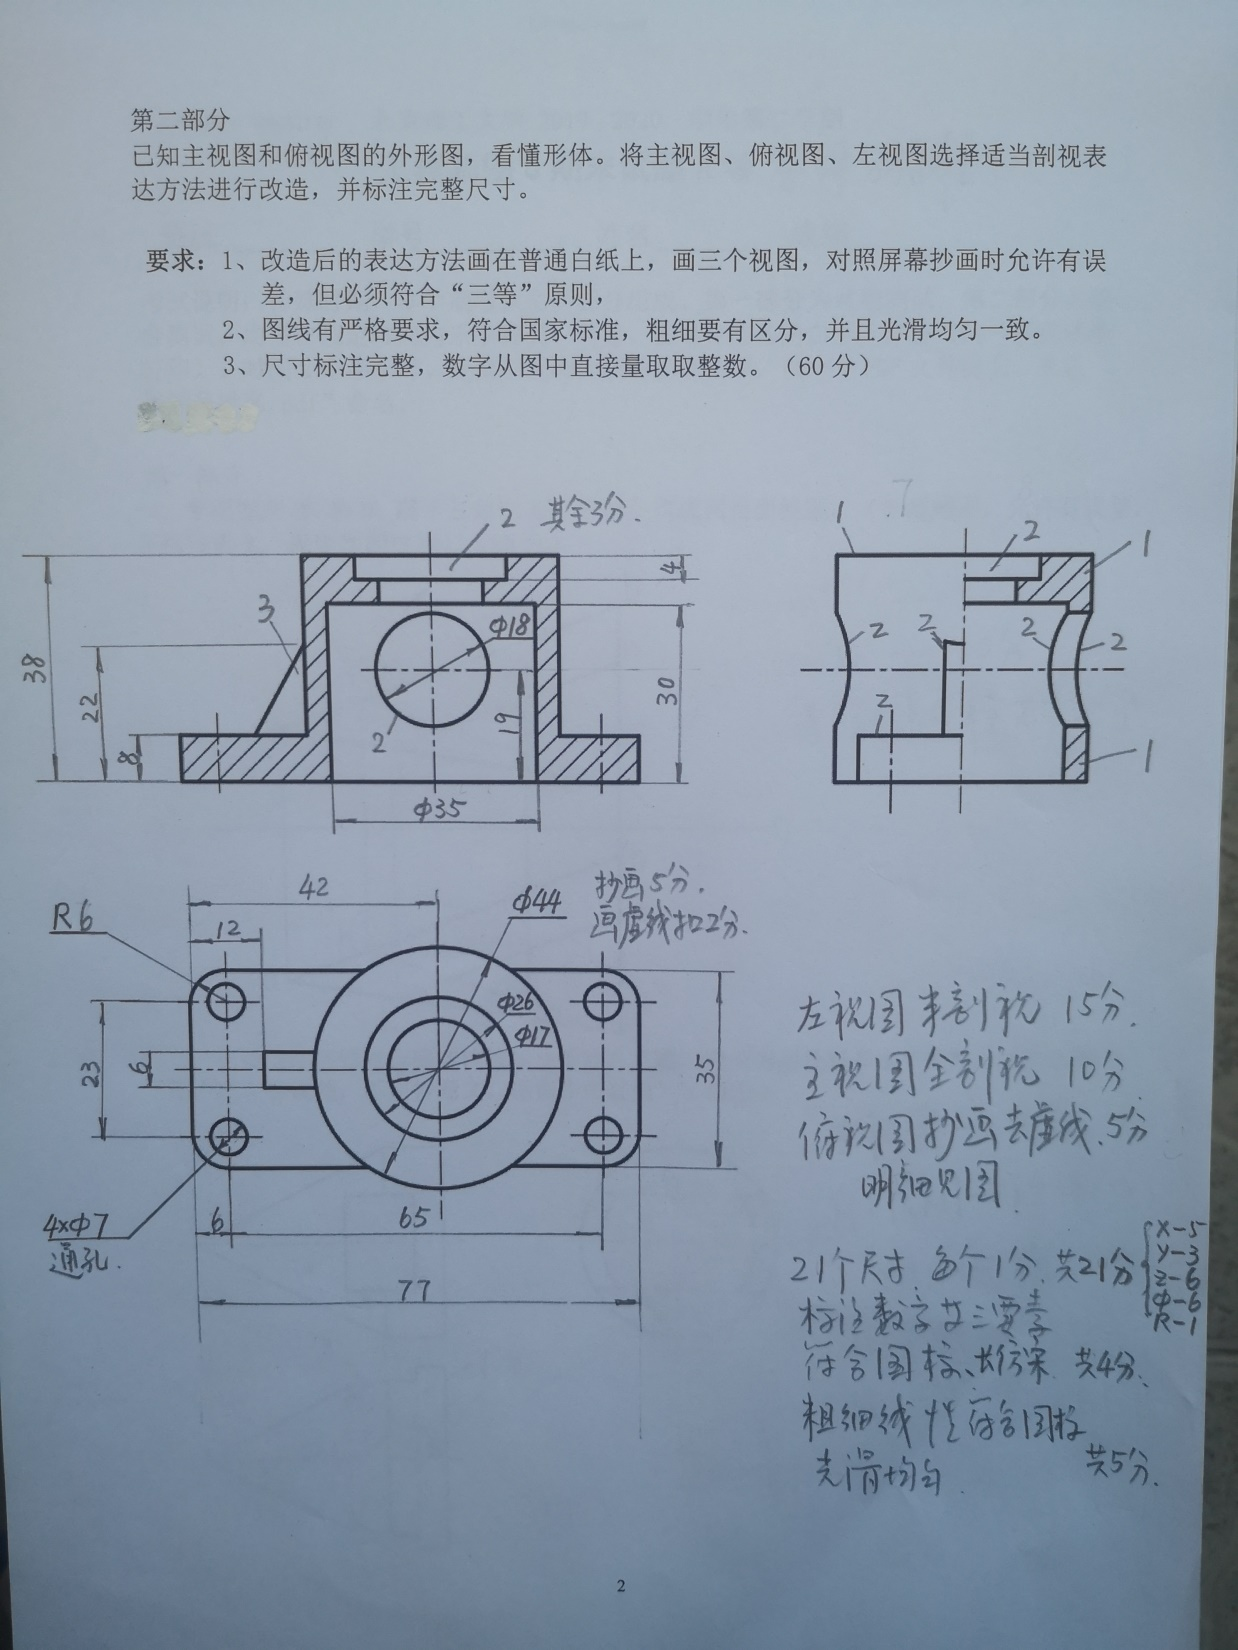 第二部分
已知主视图和俯视图的外形图，看懂形体。将主视图、俯视图、左视图选择适当剖视表
达方法进行改造，并标注完整尺寸。
要求：1、改造后的表达方法画在普通白纸上，画三个视图，对照屏幕抄画时允许有误
差，但必须符合“三等”原则，
2、图线有严格要求，符合国家标准，粗细要有区分，并且光滑均匀一致。
3、尺寸标注完整，数字从图中直接量取取整数。（60 分）
2 其全3分.
3
4
Φ18
38
22
8
2
19
30
Φ35
7
1
2
1
2
2
2
2
2
1
42
抄画5分.
画虚线扣2分.
Φ44
R6
12
Φ26
Φ17
23
6
35
4×Φ7
通孔.
6
65
77
左视图半剖视 15分.
主视图全剖视 10分
俯视图抄画去虚线、5分
明细见图
21个尺寸、每个1分、共21分
X-5
Y-3
Z-6
Φ-6
R-1
标注数字
三要素
符合国标、
共4分、
粗细线性符合国标
光滑均匀
共5分.
2